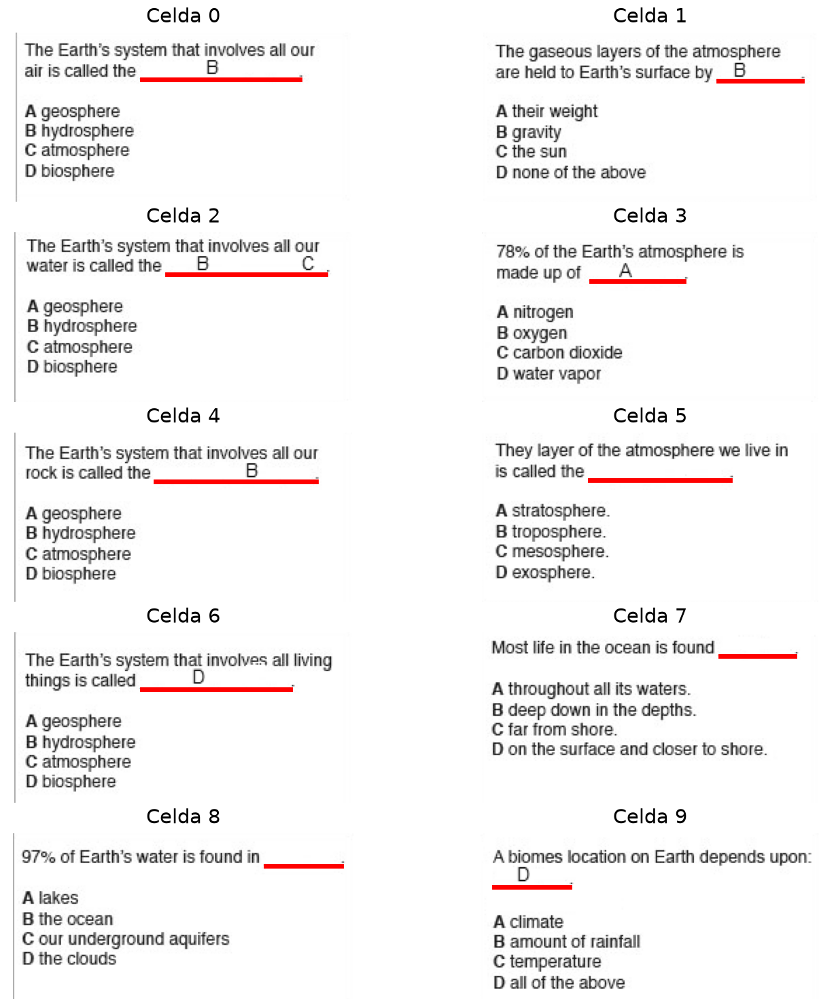 Celda 0
The Earth's system that involves all our
air is called the B .
A geosphere
B hydrosphere
C atmosphere
D biosphere
Celda 1
The gaseous layers of the atmosphere
are held to Earth's surface by B .
A their weight
B gravity
C the sun
D none of the above
Celda 2
The Earth's system that involves all our
water is called the B C .
A geosphere
B hydrosphere
C atmosphere
D biosphere
Celda 3
78% of the Earth's atmosphere is
made up of A .
A nitrogen
B oxygen
C carbon dioxide
D water vapor
Celda 4
The Earth's system that involves all our
rock is called the B .
A geosphere
B hydrosphere
C atmosphere
D biosphere
Celda 5
They layer of the atmosphere we live in
is called the .
A stratosphere.
B troposphere.
C mesosphere.
D exosphere.
Celda 6
The Earth's system that involves all living
things is called D .
A geosphere
B hydrosphere
C atmosphere
D biosphere
Celda 7
Most life in the ocean is found .
A throughout all its waters.
B deep down in the depths.
C far from shore.
D on the surface and closer to shore.
Celda 8
97% of Earth's water is found in .
A lakes
B the ocean
C our underground aquifers
D the clouds
Celda 9
A biomes location on Earth depends upon:
D .
A climate
B amount of rainfall
C temperature
D all of the above